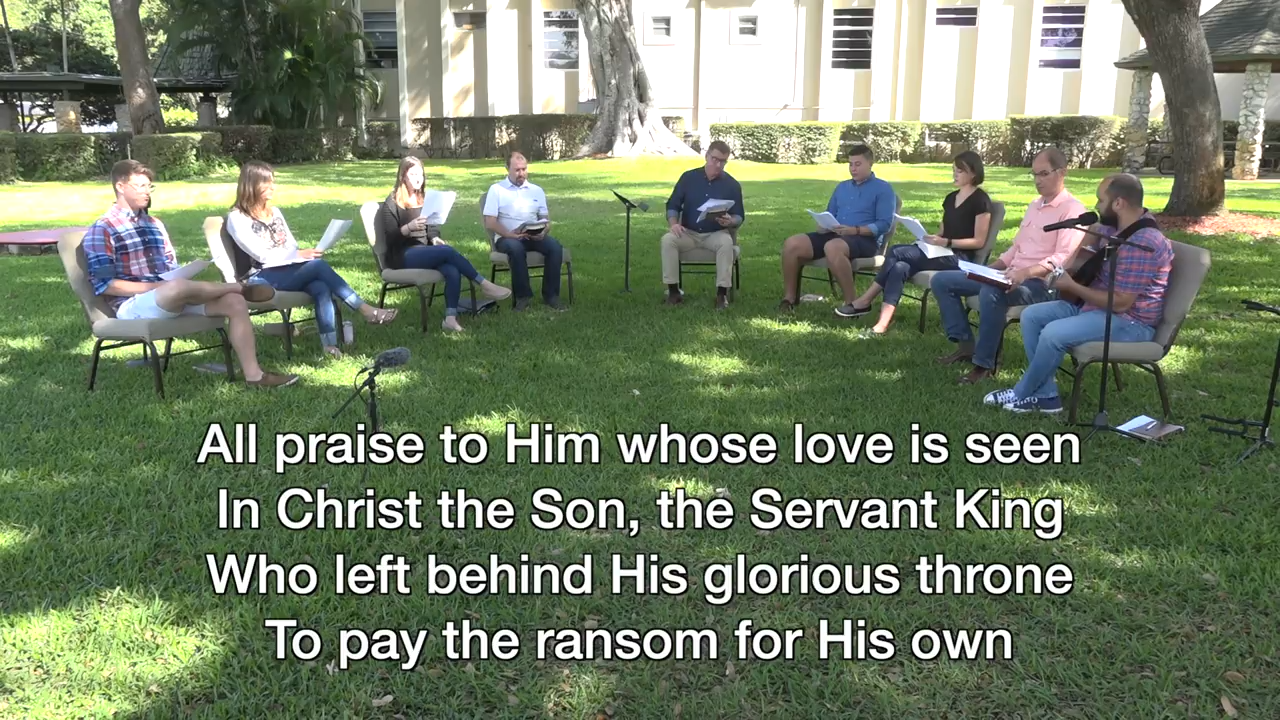 All praise to Him whose love is seen
In Christ the Son, the Servant King
Who left behind His glorious throne
To pay the ransom for His own